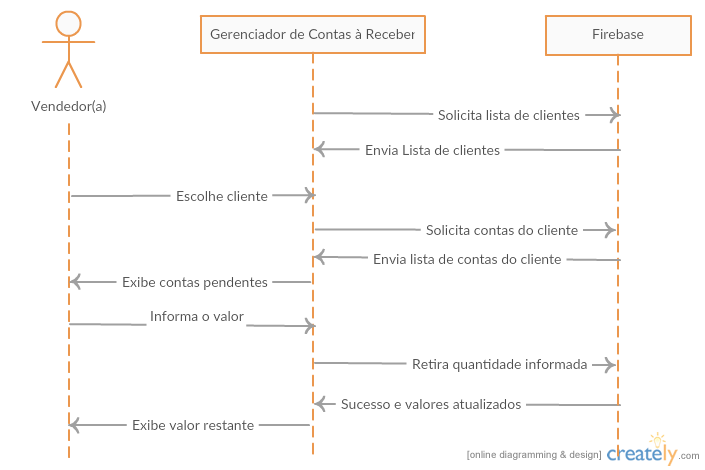 Gerenciador de Contas à Receber
Firebase
Vendedor(a)
Solicita lista de clientes
Envia Lista de clientes
Escolhe cliente
Solicita contas do cliente
Envia lista de contas do cliente
Exibe contas pendentes
Informa o valor
Retira quantidade informada
Sucesso e valores atualizados
Exibe valor restante
[online diagramming & design] creately.com